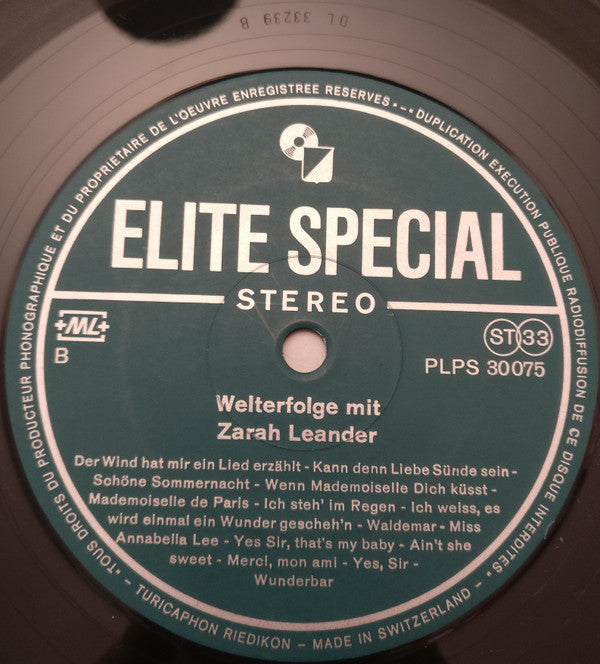 DL 33239 B
"TOUS DROITS DU PRODUCTEUR PHONOGRAPHIQUE ET DU PROPRIETAIRE DE L'OEUVRE ENREGISTREE RESERVES •–• DUPLICATION EXECUTION PUBLIQUE RADIODIFFUSION DE CE DISQUE INTERDITES"
ELITE SPECIAL
STEREO
+ML+
ST 33
B
PLPS 30075
Welterfolge mit
Zarah Leander
Der Wind hat mir ein Lied erzählt - Kann denn Liebe Sünde sein -
Schöne Sommernacht - Wenn Mademoiselle Dich küsst -
Mademoiselle de Paris - Ich steh' im Regen - Ich weiss, es
wird einmal ein Wunder gescheh'n - Waldemar - Miss
Annabella Lee - Yes Sir, that's my baby - Ain't she
sweet - Merci, mon ami - Yes, Sir -
Wunderbar
– TURICAPHON RIEDIKON – MADE IN SWITZERLAND –